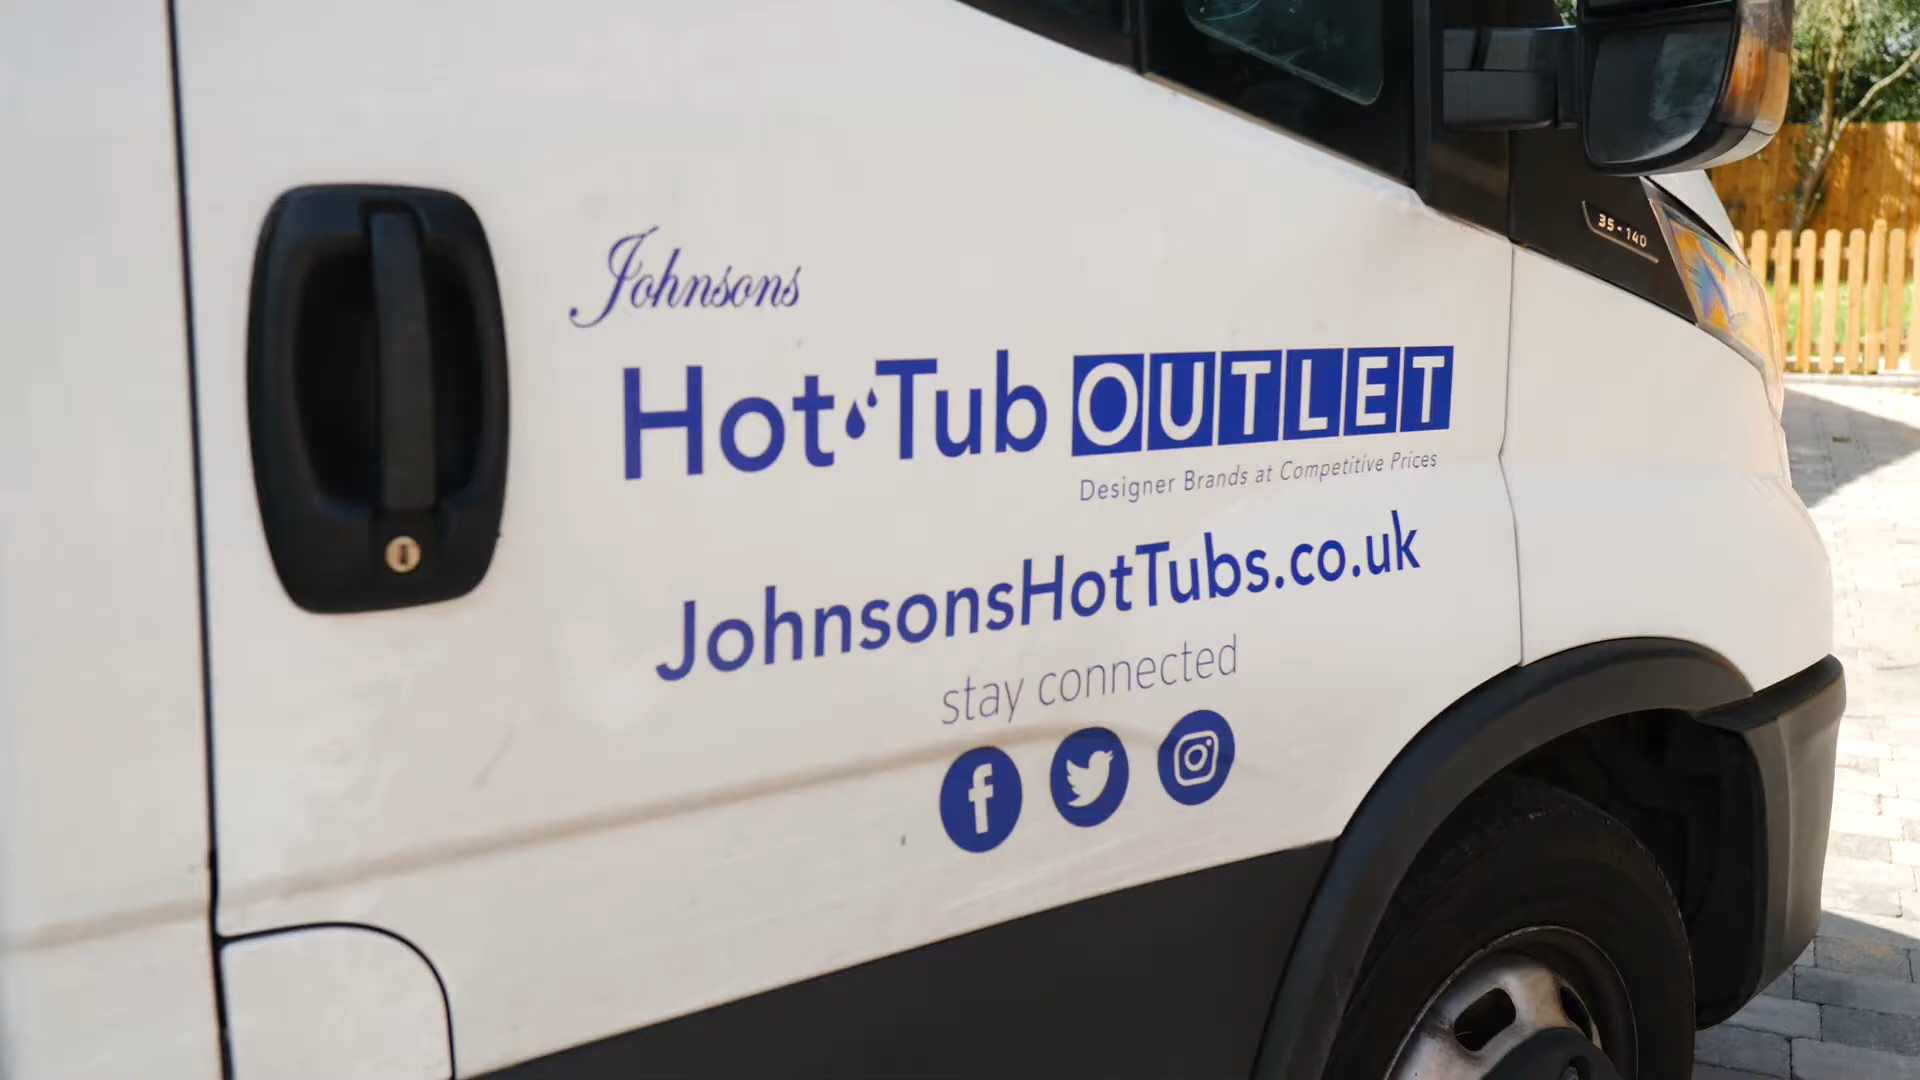 Johnsons
Hot Tub OUTLET
Designer Brands at Competitive Prices
JohnsonsHotTubs.co.uk
stay connected
35-140